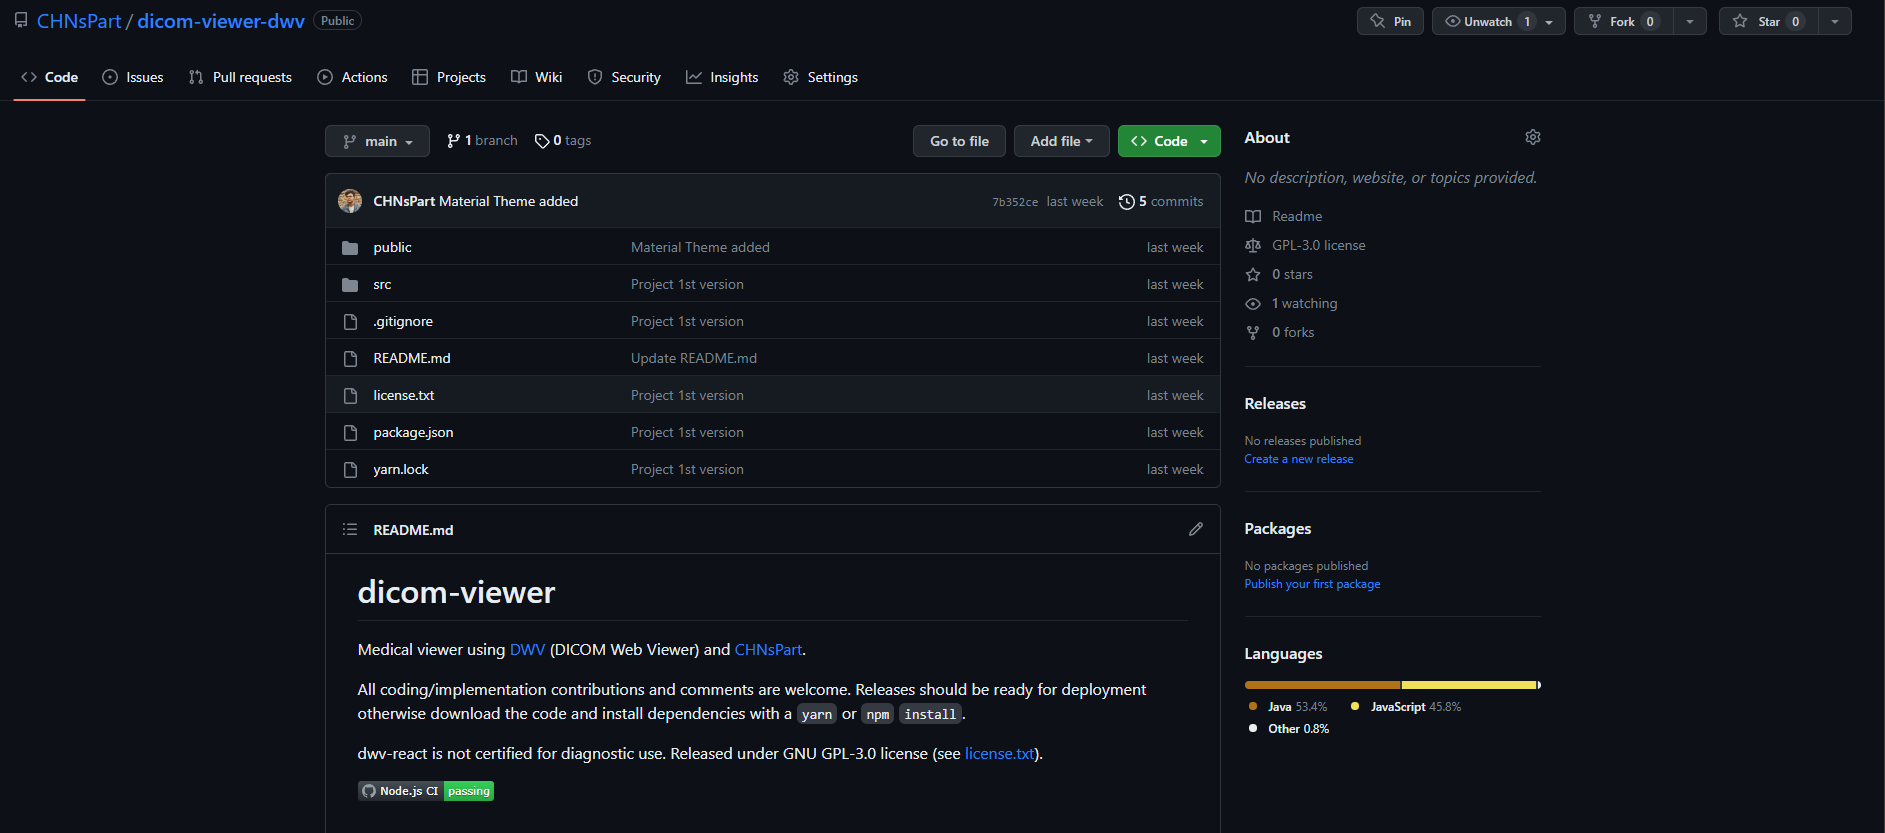 CHNsPart / dicom-viewer-dwv Public
Pin Unwatch 1 Fork 0 Star 0
Code Issues Pull requests Actions Projects Wiki Security Insights Settings
main 1 branch 0 tags Go to file Add file Code
CHNsPart Material Theme added 7b352ce last week 5 commits
public Material Theme added last week
src Project 1st version last week
.gitignore Project 1st version last week
README.md Update README.md last week
license.txt Project 1st version last week
package.json Project 1st version last week
yarn.lock Project 1st version last week
README.md
dicom-viewer
Medical viewer using DWV (DICOM Web Viewer) and CHNsPart.
All coding/implementation contributions and comments are welcome. Releases should be ready for deployment
otherwise download the code and install dependencies with a yarn or npm install.
dwv-react is not certified for diagnostic use. Released under GNU GPL-3.0 license (see license.txt).
Node.js CI passing
About
No description, website, or topics provided.
Readme
GPL-3.0 license
0 stars
1 watching
0 forks
Releases
No releases published
Create a new release
Packages
No packages published
Publish your first package
Languages
Java 53.4% JavaScript 45.8%
Other 0.8%